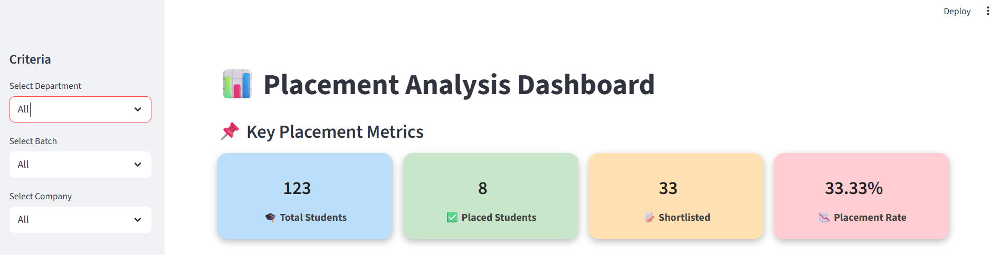 Deploy
Criteria
Select Department
All
Select Batch
All
Select Company
All
Placement Analysis Dashboard
Key Placement Metrics
123
Total Students
8
Placed Students
33
Shortlisted
33.33%
Placement Rate